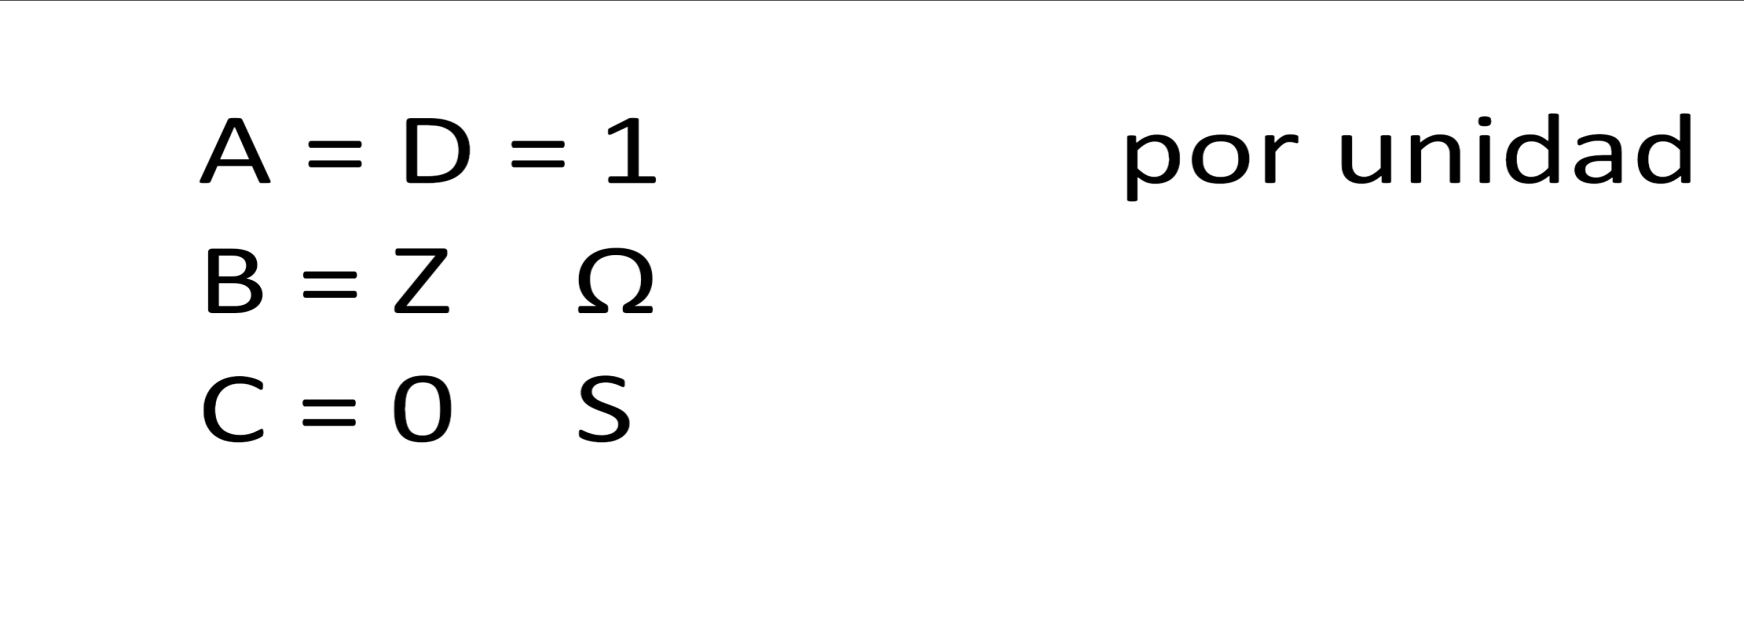 A = D = 1 por unidad
B = Z Ω
C = 0 S